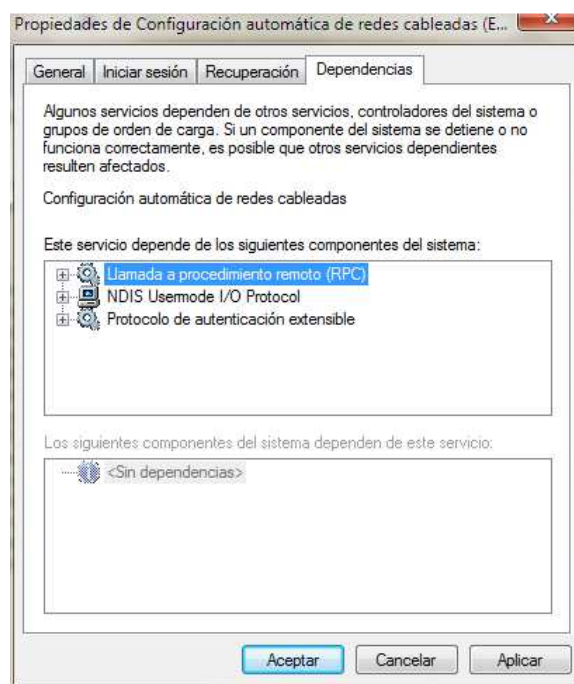 Propiedades de Configuración automática de redes cableadas (E...
General Iniciar sesión Recuperación Dependencias
Algunos servicios dependen de otros servicios, controladores del sistema o
grupos de orden de carga. Si un componente del sistema se detiene o no
funciona correctamente, es posible que otros servicios dependientes
resulten afectados.
Configuración automática de redes cableadas
Este servicio depende de los siguientes componentes del sistema:
Llamada a procedimiento remoto (RPC)
NDIS Usermode I/O Protocol
Protocolo de autenticación extensible
Los siguientes componentes del sistema dependen de este servicio:
<Sin dependencias>
Aceptar Cancelar Aplicar